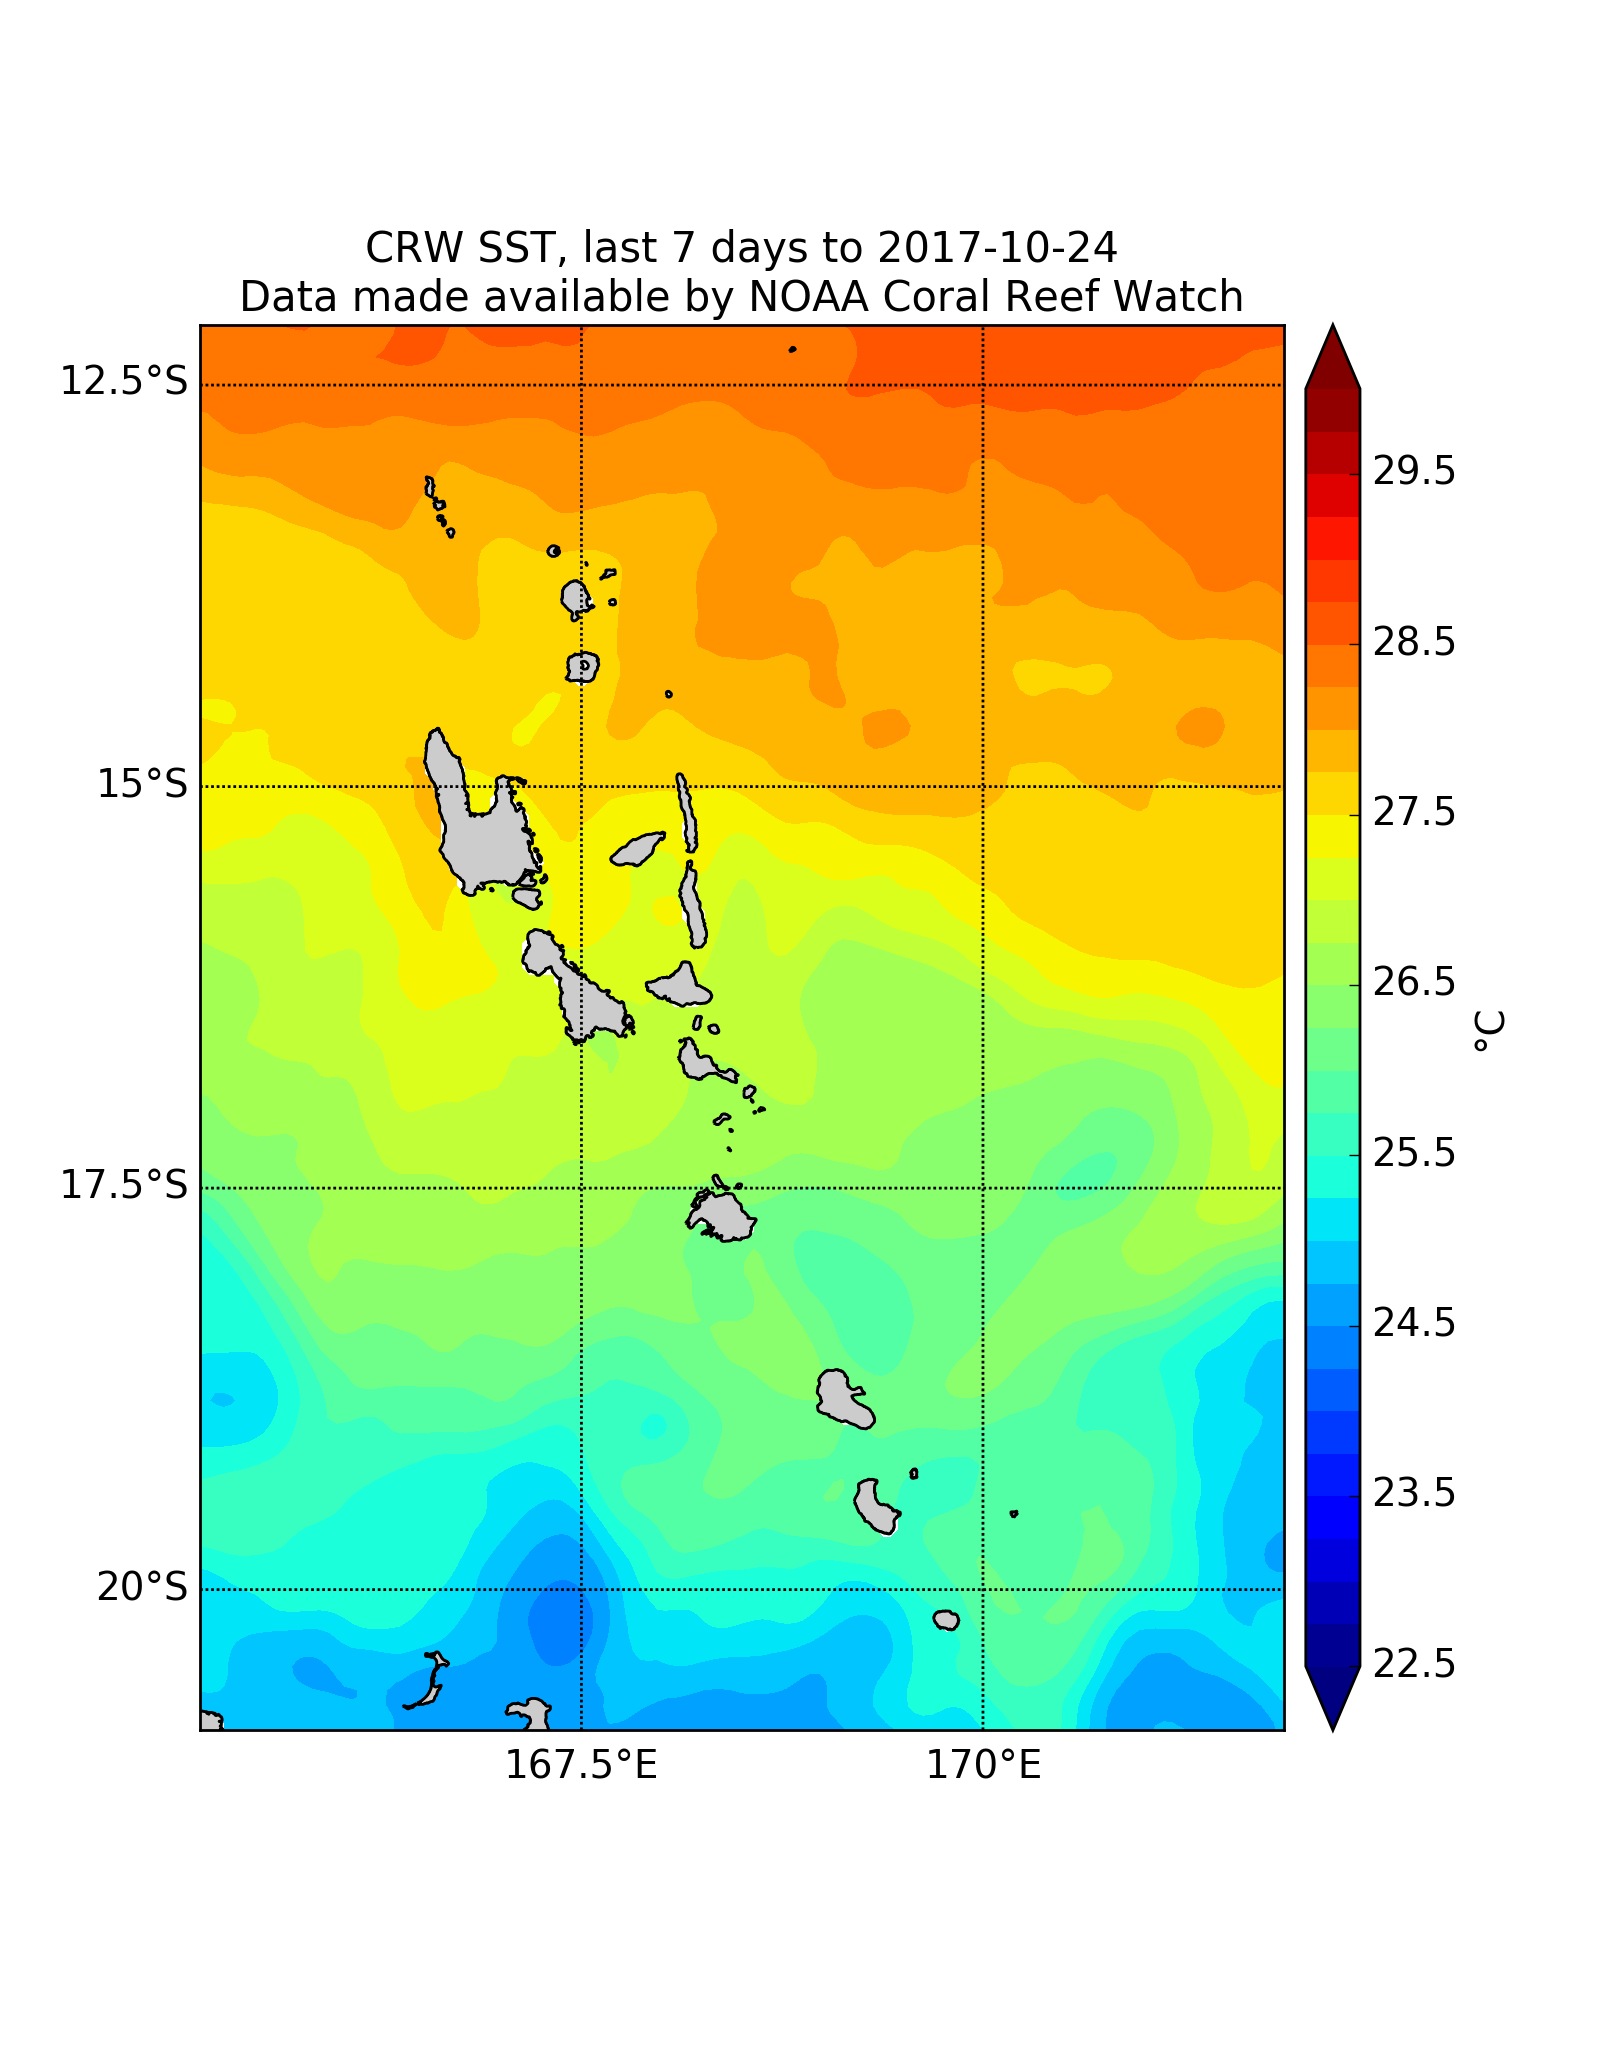 CRW SST, last 7 days to 2017-10-24
Data made available by NOAA Coral Reef Watch
12.5°S
15°S
17.5°S
20°S
167.5°E
170°E
29.5
28.5
27.5
26.5
25.5
24.5
23.5
22.5
°C